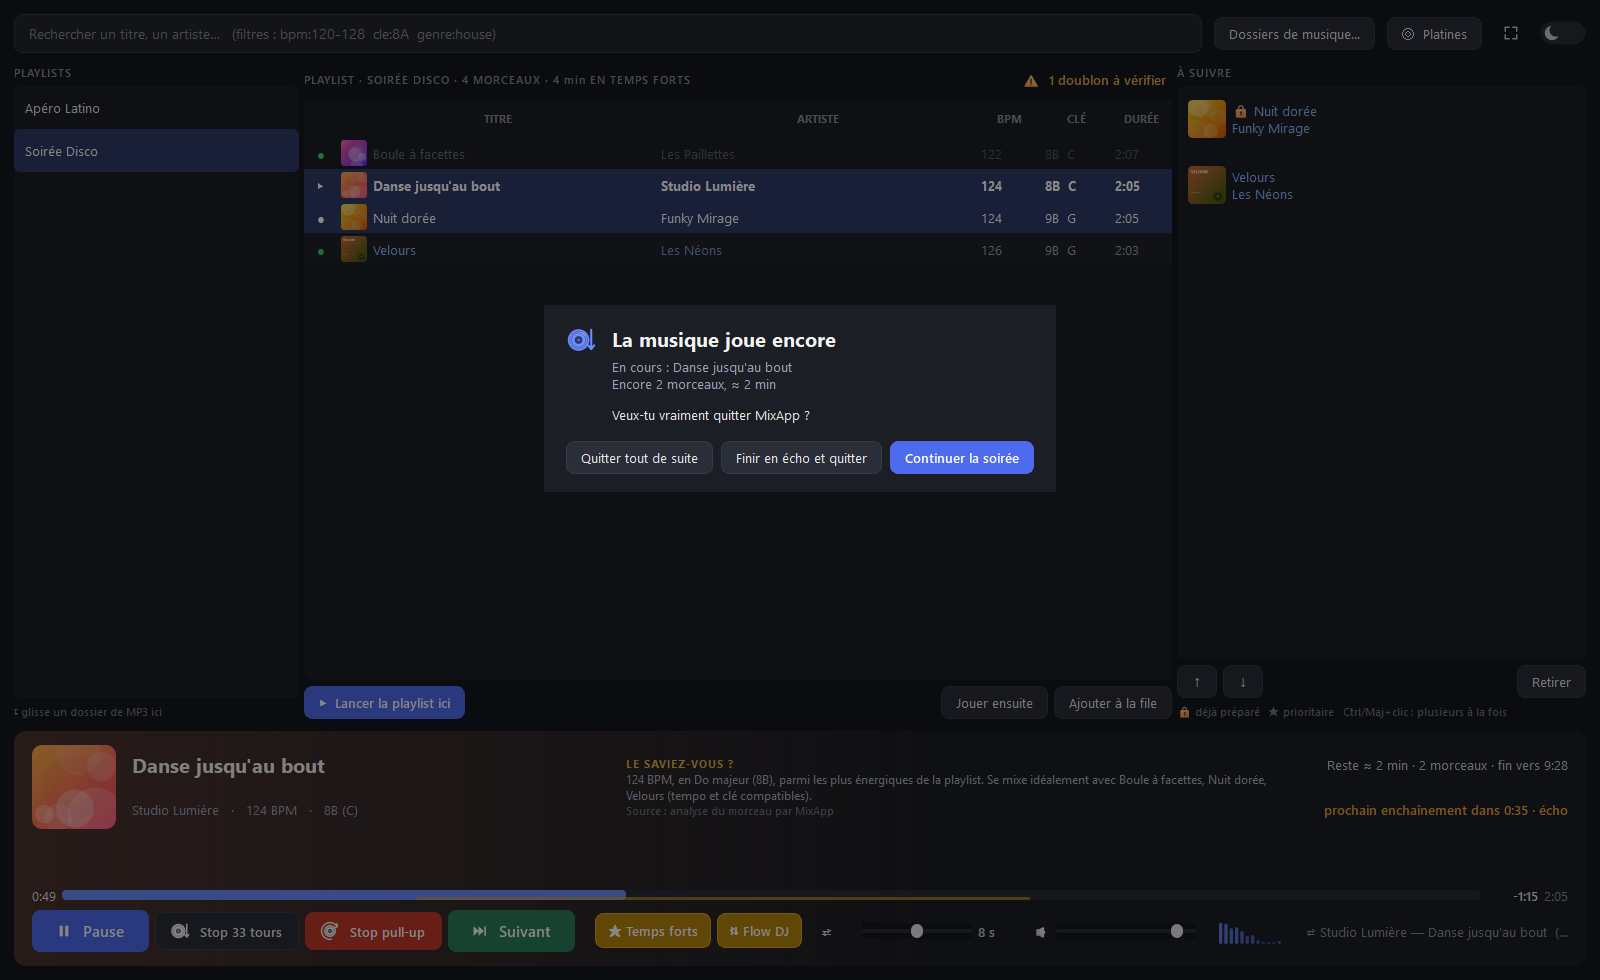 Rechercher un titre, un artiste... (filtres : bpm:120-128 cle:8A genre:house)
Dossiers de musique...
Platines
PLAYLISTS
Apéro Latino
Soirée Disco
glisse un dossier de MP3 ici
PLAYLIST · SOIRÉE DISCO · 4 MORCEAUX · 4 min EN TEMPS FORTS
1 doublon à vérifier
TITRE ARTISTE BPM CLÉ DURÉE
Boule à facettes Les Paillettes 122 8B C 2:07
Danse jusqu'au bout Studio Lumière 124 8B C 2:05
Nuit dorée Funky Mirage 124 9B G 2:05
Velours Les Néons 126 9B G 2:03
À SUIVRE
Nuit dorée
Funky Mirage
Velours
Les Néons
La musique joue encore
En cours : Danse jusqu'au bout
Encore 2 morceaux, ≈ 2 min
Veux-tu vraiment quitter MixApp ?
Quitter tout de suite
Finir en écho et quitter
Continuer la soirée
Lancer la playlist ici
Jouer ensuite
Ajouter à la file
↑ ↓
Retirer
déjà préparé ★ prioritaire Ctrl/Maj+clic : plusieurs à la fois
Danse jusqu'au bout
Studio Lumière · 124 BPM · 8B (C)
LE SAVIEZ-VOUS ?
124 BPM, en Do majeur (8B), parmi les plus énergiques de la playlist. Se mixe idéalement avec Boule à facettes, Nuit dorée,
Velours (tempo et clé compatibles).
Source : analyse du morceau par MixApp
Reste ≈ 2 min · 2 morceaux · fin vers 9:28
prochain enchaînement dans 0:35 · écho
0:49
-1:15 2:05
Pause
Stop 33 tours
Stop pull-up
Suivant
★ Temps forts
Flow DJ
8 s
Studio Lumière — Danse jusqu'au bout (...